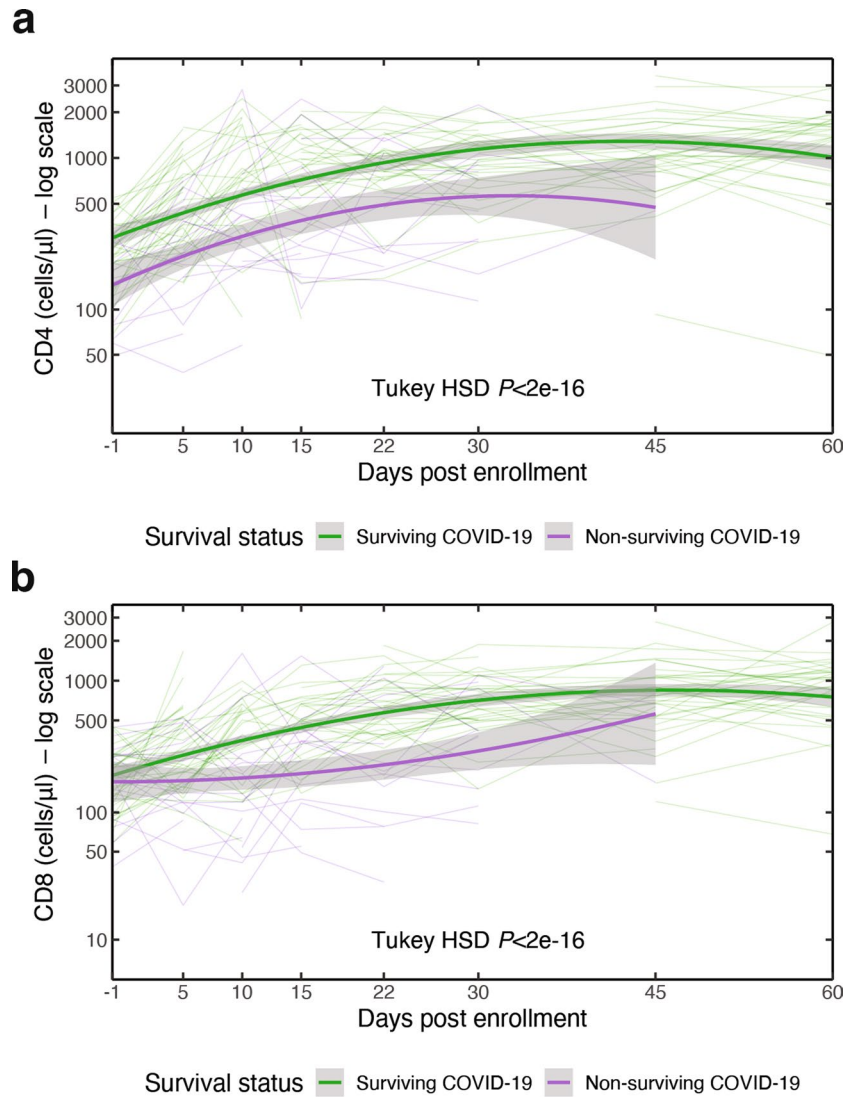 a
CD4 (cells/µl) – log scale
3000
2000
1000
500
100
50
Tukey HSD P<2e-16
-1 5 10 15 22 30 45 60
Days post enrollment
Survival status Surviving COVID-19 Non-surviving COVID-19
b
CD8 (cells/µl) – log scale
3000
2000
1000
500
100
50
10
Tukey HSD P<2e-16
-1 5 10 15 22 30 45 60
Days post enrollment
Survival status Surviving COVID-19 Non-surviving COVID-19